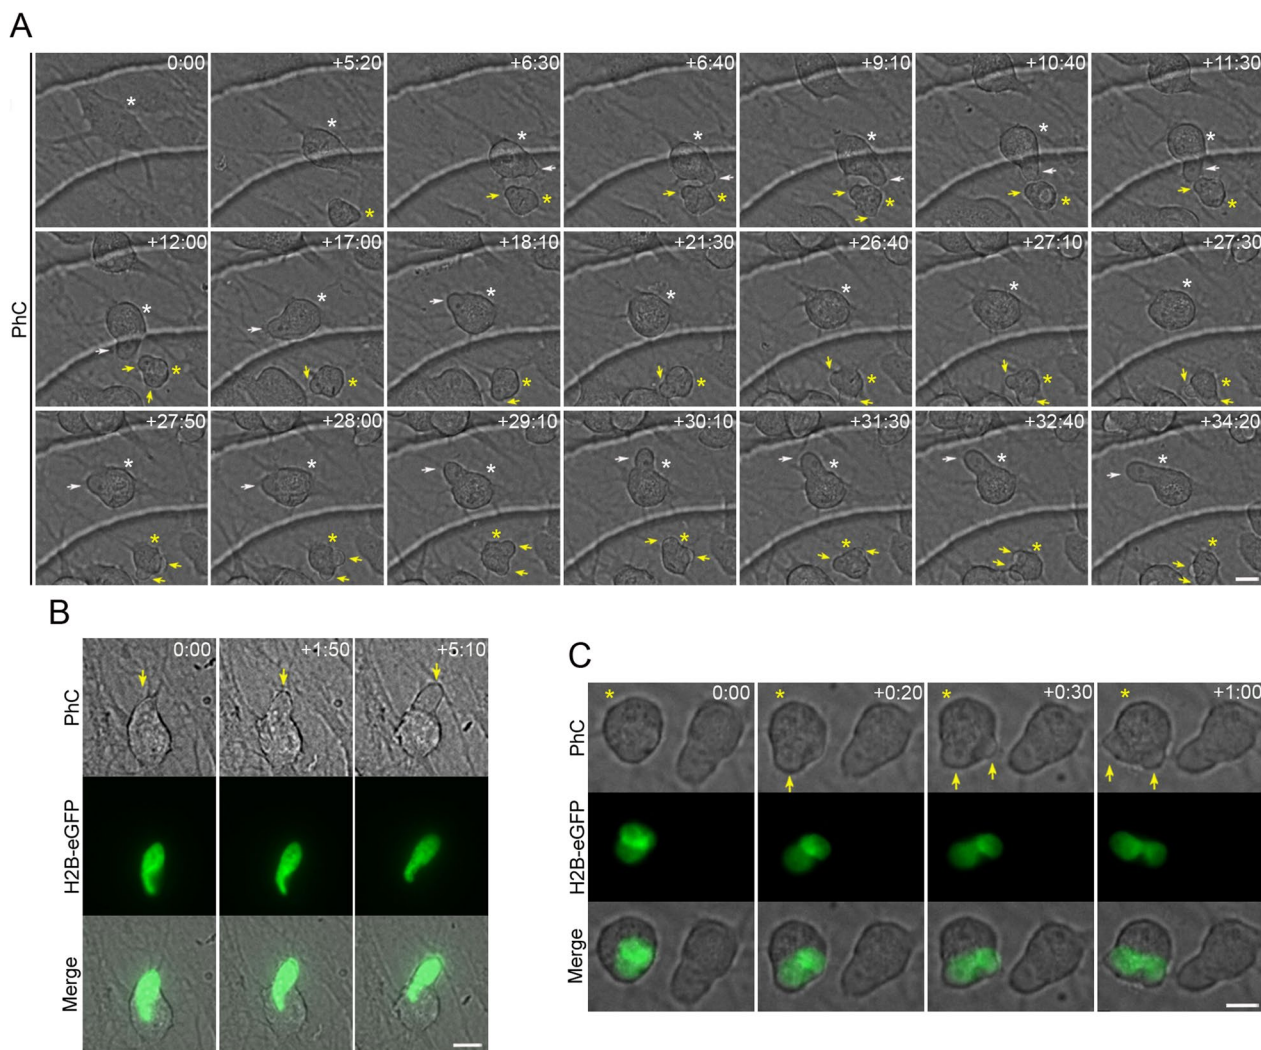 A
PhC
0:00 +5:20 +6:30 +6:40 +9:10 +10:40 +11:30
+12:00 +17:00 +18:10 +21:30 +26:40 +27:10 +27:30
+27:50 +28:00 +29:10 +30:10 +31:30 +32:40 +34:20
B
PhC
0:00 +1:50 +5:10
H2B-eGFP
Merge
C
PhC
0:00 +0:20 +0:30 +1:00
H2B-eGFP
Merge